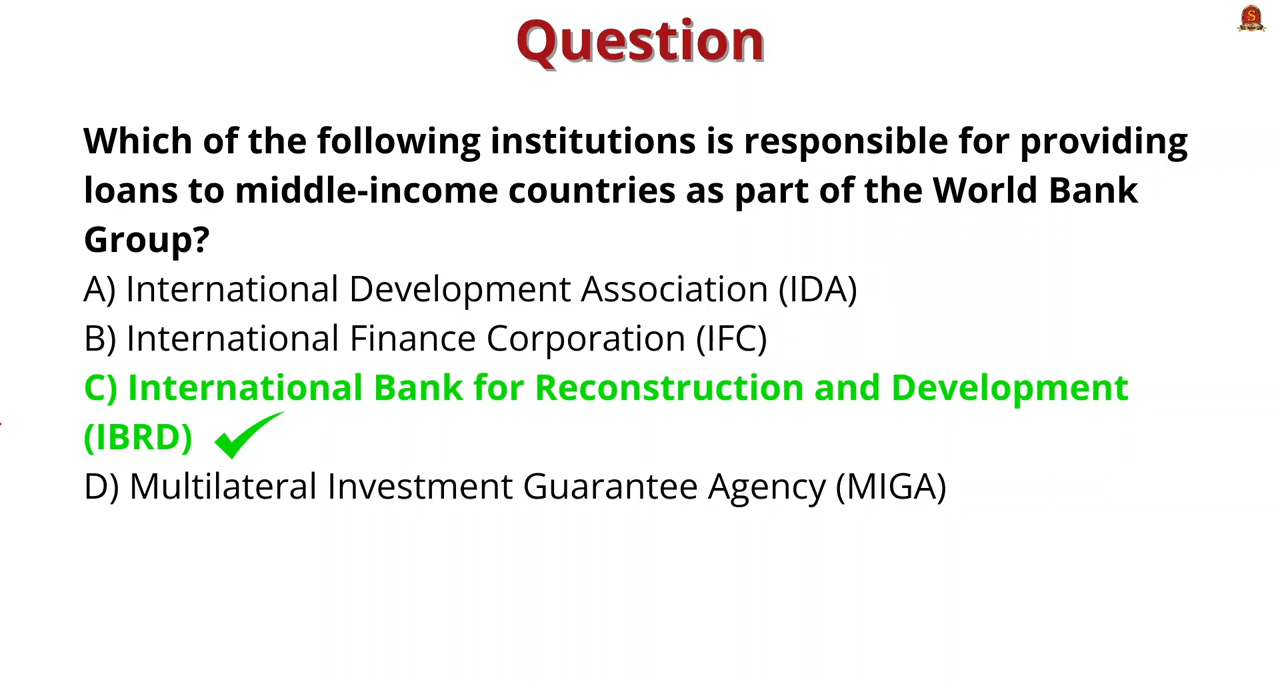 Question
Which of the following institutions is responsible for providing
loans to middle-income countries as part of the World Bank
Group?
A) International Development Association (IDA)
B) International Finance Corporation (IFC)
C) International Bank for Reconstruction and Development
(IBRD)
D) Multilateral Investment Guarantee Agency (MIGA)